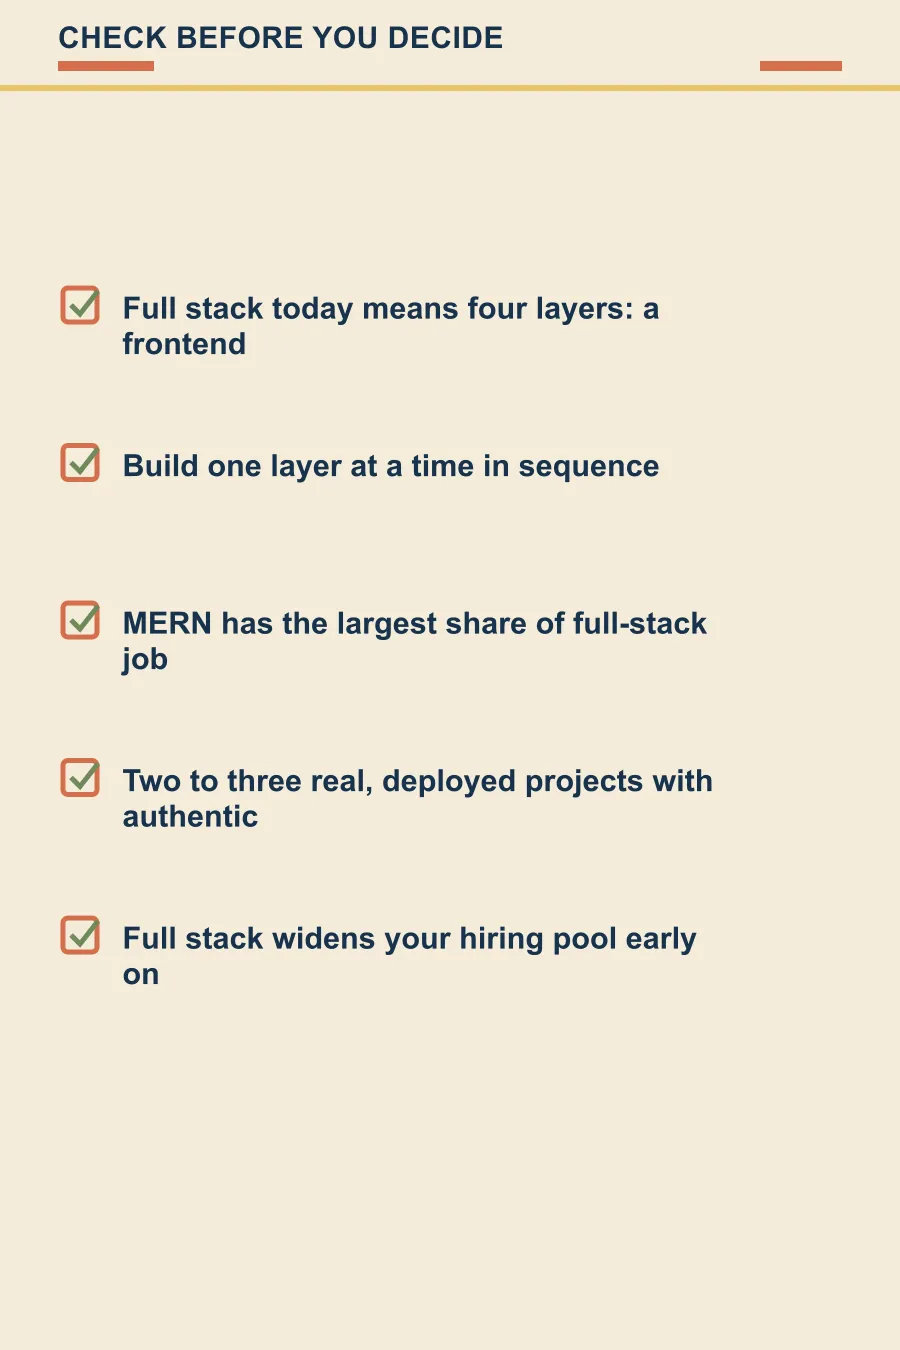 CHECK BEFORE YOU DECIDE
Full stack today means four layers: a
frontend
Build one layer at a time in sequence
MERN has the largest share of full-stack
job
Two to three real, deployed projects with
authentic
Full stack widens your hiring pool early
on